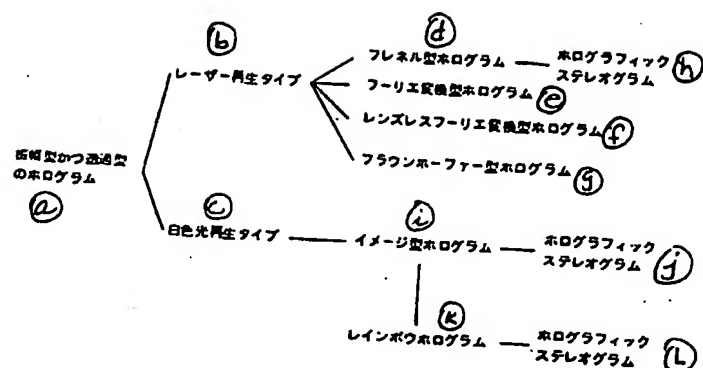 ⓑ
レーザー再生タイプ
ⓓ
フレネル型ホログラム
ホログラフィック
ステレオグラム
ⓗ
フーリエ変換型ホログラム
ⓔ
レンズレスフーリエ変換型ホログラム
ⓕ
フラウンホーファー型ホログラム
ⓖ
振幅型かつ透過型
のホログラム
ⓐ
ⓒ
白色光再生タイプ
ⓘ
イメージ型ホログラム
ホログラフィック
ステレオグラム
ⓙ
ⓚ
レインボウホログラム
ホログラフィック
ステレオグラム
Ⓛ